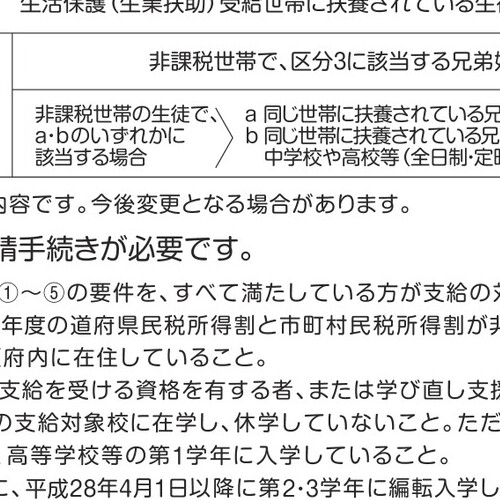 生活保護（生業扶助）受給世帯に扶養されている生
非課税世帯で、区分3に該当する兄弟
非課税世帯の生徒で、
a・bのいずれかに
該当する場合
a 同じ世帯に扶養されている兄
b 同じ世帯に扶養されている兄
中学校や高校等（全日制・定
内容です。今後変更となる場合があります。
請手続きが必要です。
①～⑤の要件を、すべて満たしている方が支給の対
年度の道府県民税所得割と市町村民税所得割が非
府内に在住していること。
支給を受ける資格を有する者、または学び直し支援
の支給対象校に在学し、休学していないこと。ただ
高等学校等の第1学年に入学していること。
に、平成28年4月1日以降に第2・3学年に編転入学し